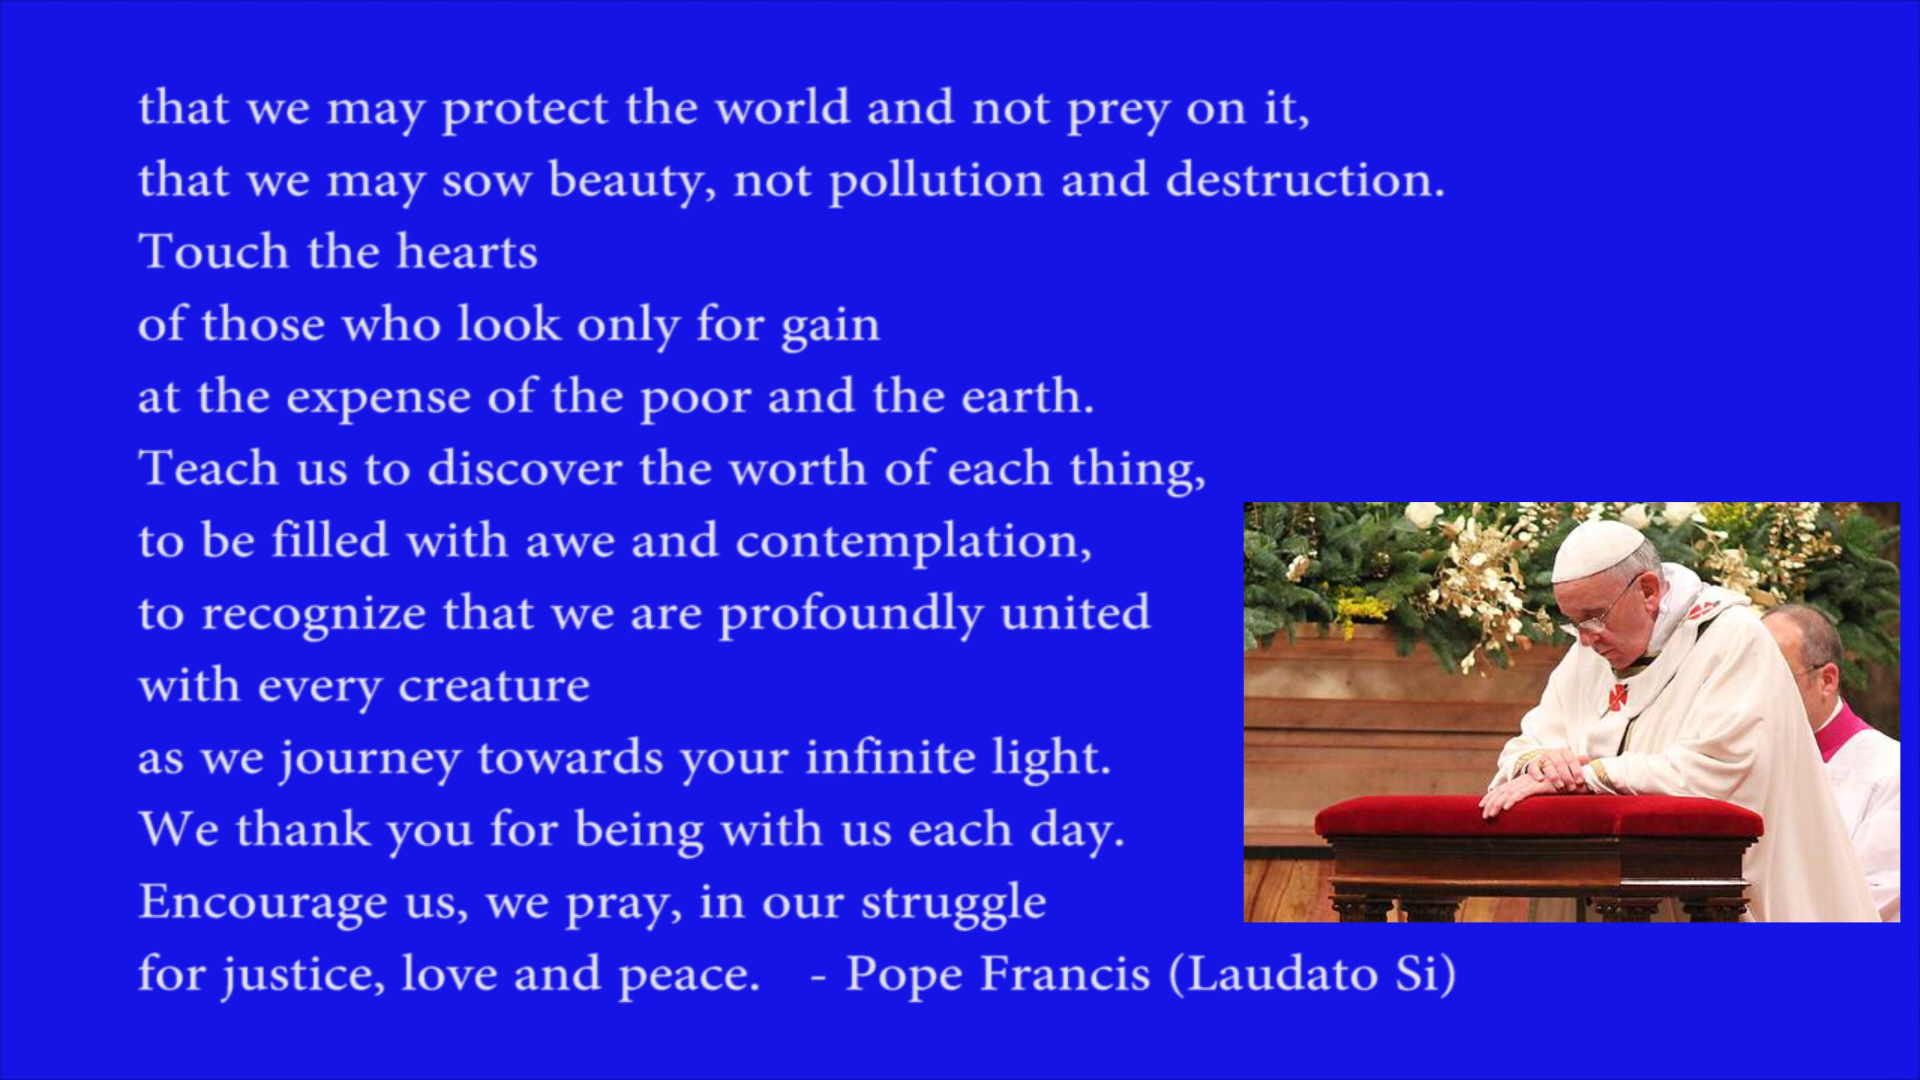 that we may protect the world and not prey on it,
that we may sow beauty, not pollution and destruction.
Touch the hearts
of those who look only for gain
at the expense of the poor and the earth.
Teach us to discover the worth of each thing,
to be filled with awe and contemplation,
to recognize that we are profoundly united
with every creature
as we journey towards your infinite light.
We thank you for being with us each day.
Encourage us, we pray, in our struggle
for justice, love and peace.   - Pope Francis (Laudato Si)